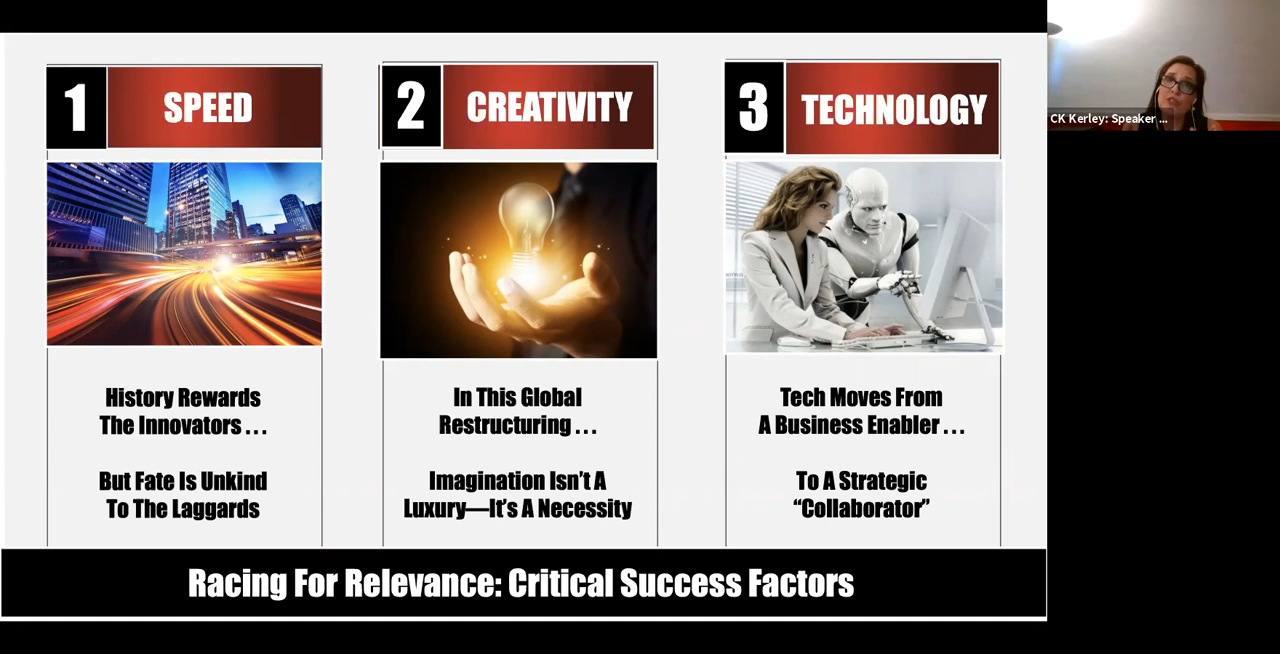 1 SPEED
2 CREATIVITY
3 TECHNOLOGY
History Rewards
The Innovators . . .
But Fate Is Unkind
To The Laggards
In This Global
Restructuring . . .
Imagination Isn’t A
Luxury—It’s A Necessity
Tech Moves From
A Business Enabler . . .
To A Strategic
“Collaborator”
Racing For Relevance: Critical Success Factors
CK Kerley: Speaker ...